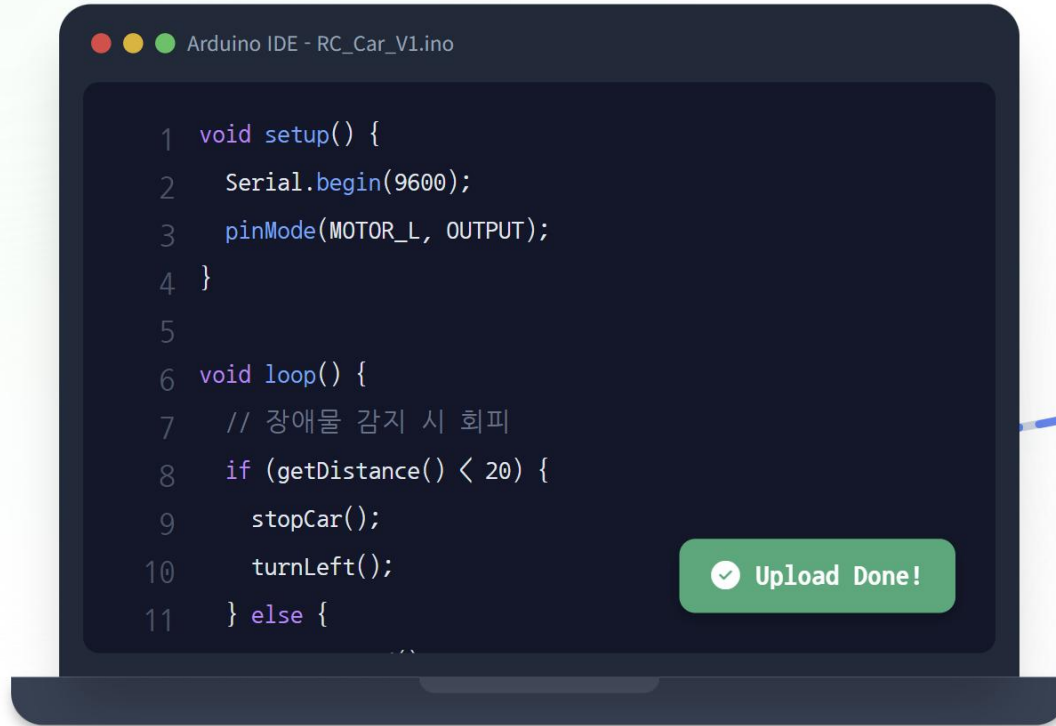 Arduino IDE - RC_Car_V1.ino
1 void setup() {
2 Serial.begin(9600);
3 pinMode(MOTOR_L, OUTPUT);
4 }
5
6 void loop() {
7 // 장애물 감지 시 회피
8 if (getDistance() < 20) {
9 stopCar();
10 turnLeft();
11 } else {
Upload Done!